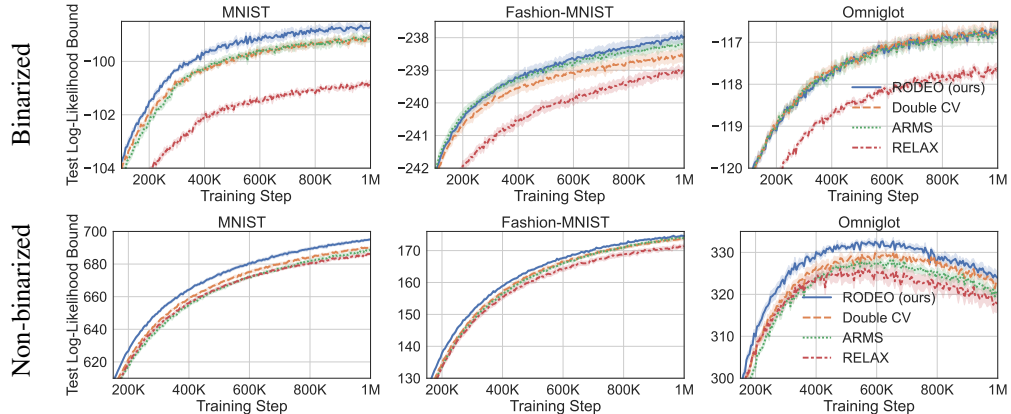 Binarized
MNIST
Test Log-Likelihood Bound
−100
−102
−104
200K 400K 600K 800K 1M
Training Step
Fashion-MNIST
−238
−239
−240
−241
−242
200K 400K 600K 800K 1M
Training Step
Omniglot
−117
−118
−119
−120
200K 400K 600K 800K 1M
Training Step
RODEO (ours)
Double CV
ARMS
RELAX
Non-binarized
MNIST
Test Log-Likelihood Bound
700
680
660
640
620
200K 400K 600K 800K 1M
Training Step
Fashion-MNIST
170
160
150
140
130
200K 400K 600K 800K 1M
Training Step
Omniglot
330
320
310
300
200K 400K 600K 800K 1M
Training Step
RODEO (ours)
Double CV
ARMS
RELAX